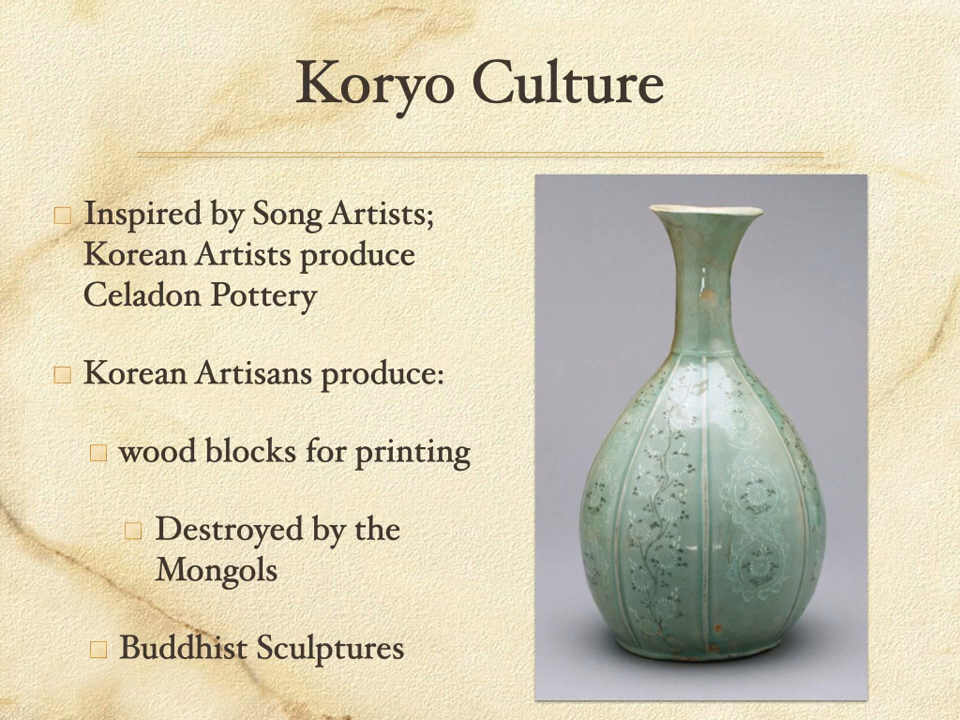 Koryo Culture
Inspired by Song Artists;
Korean Artists produce
Celadon Pottery
Korean Artisans produce:
wood blocks for printing
Destroyed by the
Mongols
Buddhist Sculptures